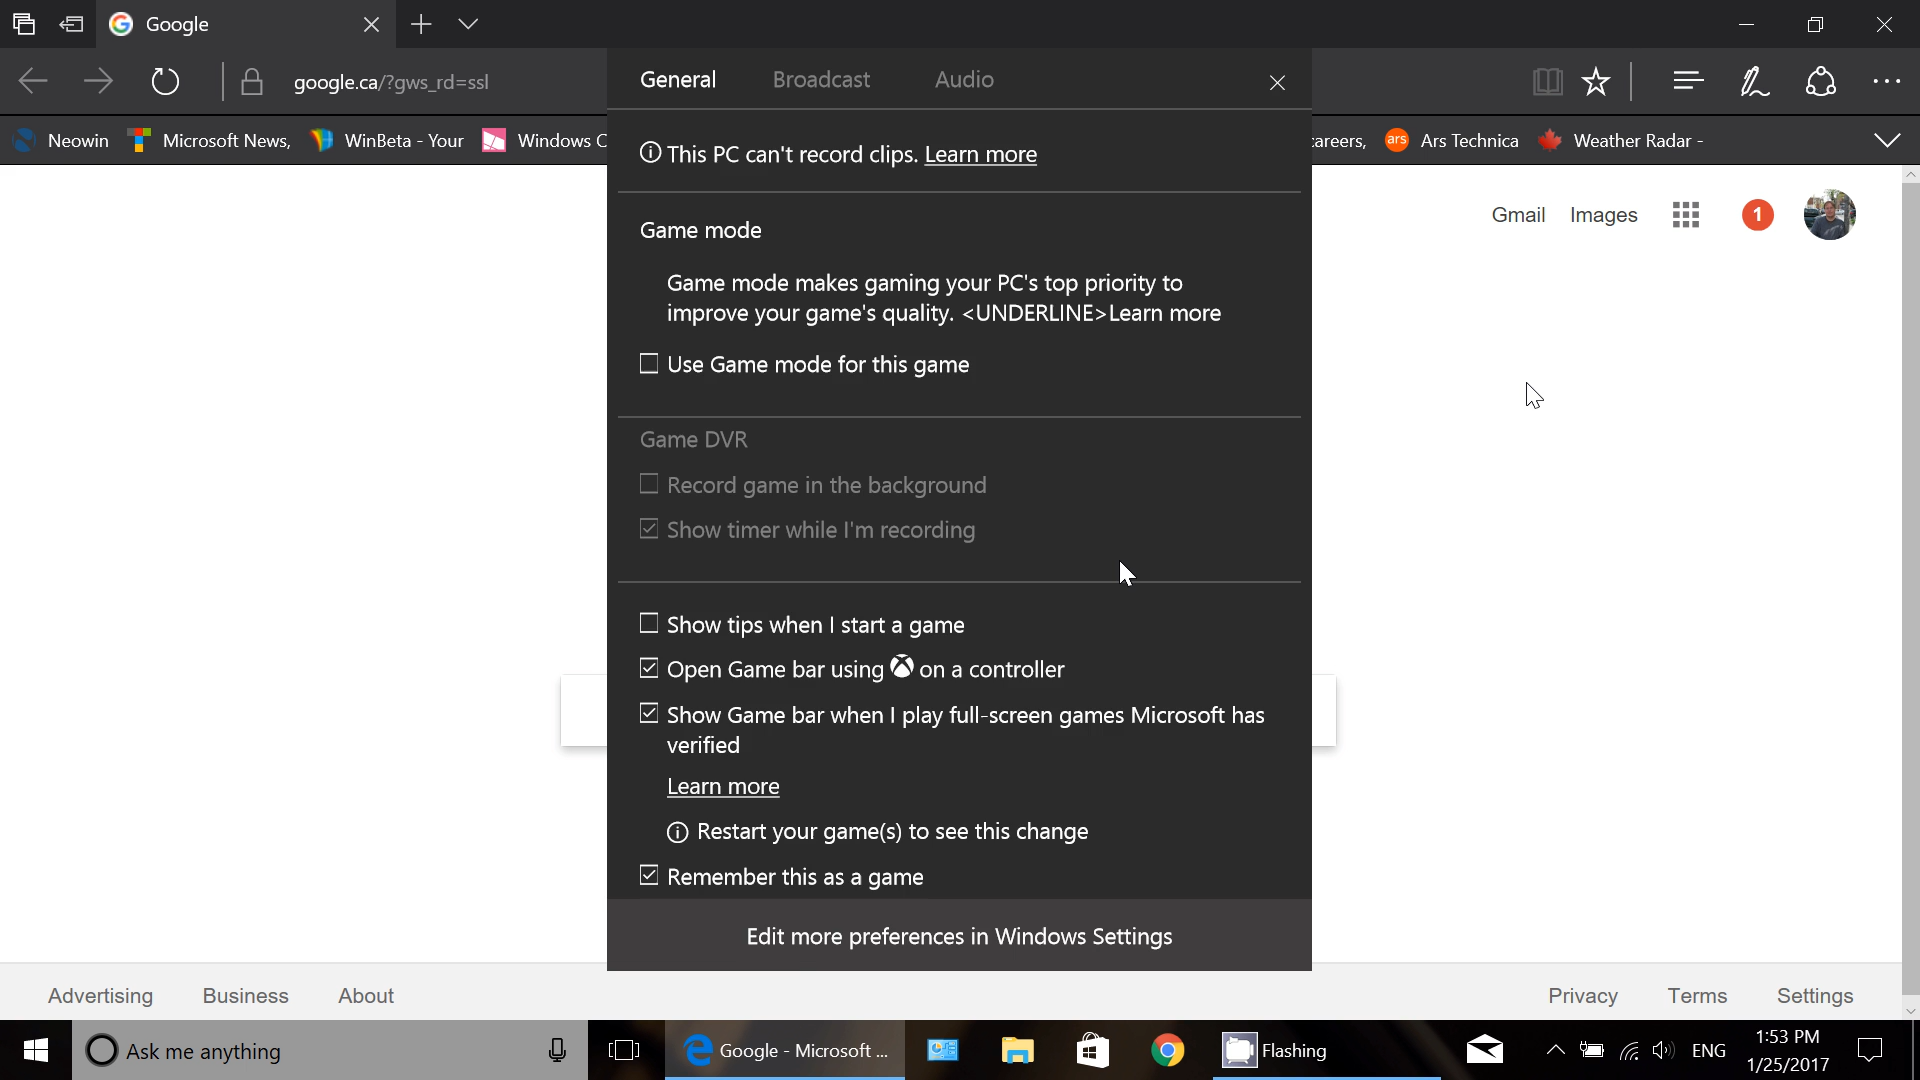 Google
google.ca/?gws_rd=ssl
General Broadcast Audio
Neowin Microsoft News, WinBeta - Your Windows C careers, ars Ars Technica Weather Radar -
This PC can't record clips. Learn more
Gmail Images 1
Game mode
Game mode makes gaming your PC's top priority to
improve your game's quality. <UNDERLINE>Learn more
Use Game mode for this game
Game DVR
Record game in the background
Show timer while I'm recording
Show tips when I start a game
Open Game bar using on a controller
Show Game bar when I play full-screen games Microsoft has
verified
Learn more
Restart your game(s) to see this change
Remember this as a game
Edit more preferences in Windows Settings
Advertising Business About Privacy Terms Settings
Ask me anything Google - Microsoft ... Flashing ENG 1:53 PM
1/25/2017